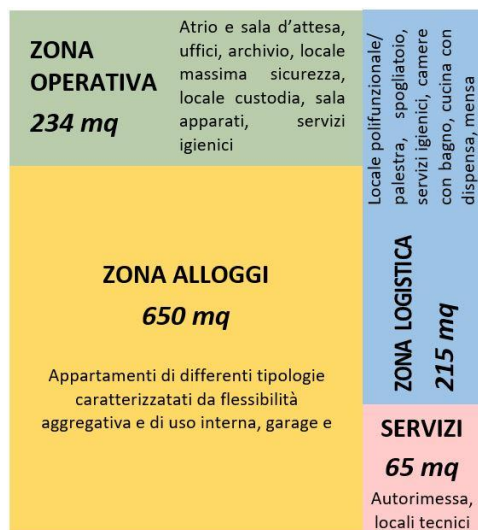 ZONA
OPERATIVA
234 mq
Atrio e sala d’attesa,
uffici, archivio, locale
massima sicurezza,
locale custodia, sala
apparati, servizi
igienici
Locale polifunzionale/
palestra, spogliatoio,
servizi igienici, camere
con bagno, cucina con
dispensa, mensa
ZONA LOGISTICA
215 mq
ZONA ALLOGGI
650 mq
Appartamenti di differenti tipologie
caratterizzatati da flessibilità
aggregativa e di uso interna, garage e
SERVIZI
65 mq
Autorimessa,
locali tecnici